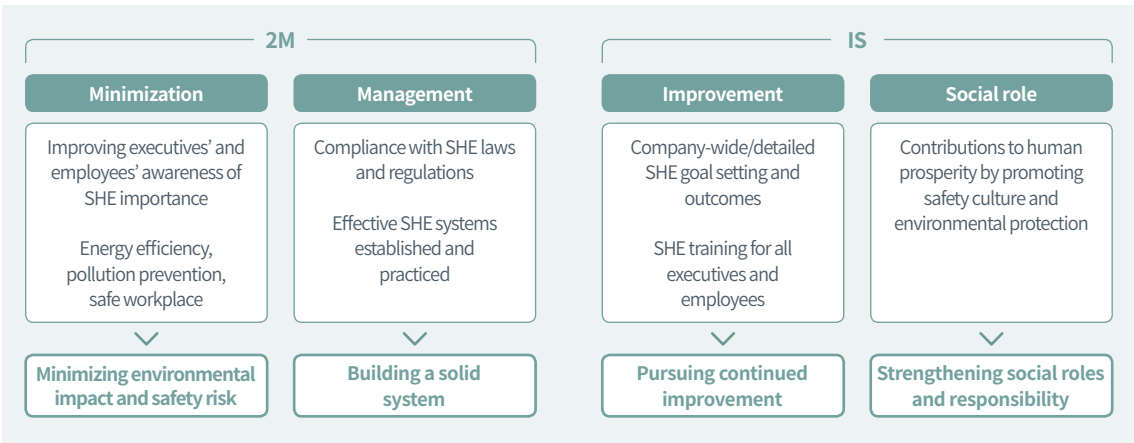 2M
Minimization
Improving executives’ and
employees’ awareness of
SHE importance
Energy efficiency,
pollution prevention,
safe workplace
Minimizing environmental
impact and safety risk
Management
Compliance with SHE laws
and regulations
Effective SHE systems
established and
practiced
Building a solid
system
IS
Improvement
Company-wide/detailed
SHE goal setting and
outcomes
SHE training for all
executives and
employees
Pursuing continued
improvement
Social role
Contributions to human
prosperity by promoting
safety culture and
environmental protection
Strengthening social roles
and responsibility